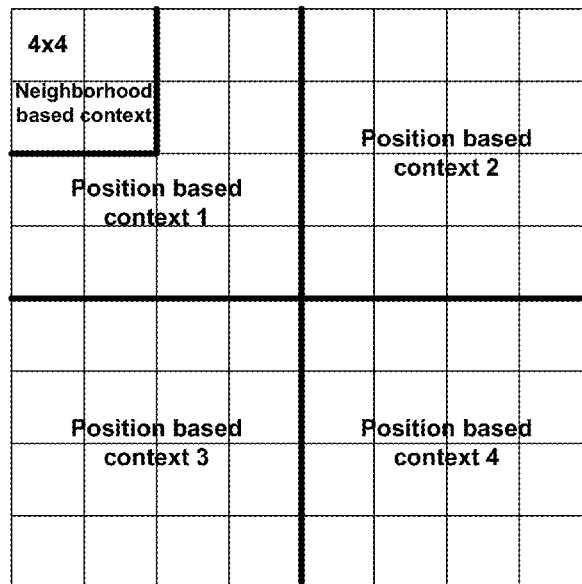 4x4
Neighborhood
based context
Position based
context 1
Position based
context 2
Position based
context 3
Position based
context 4